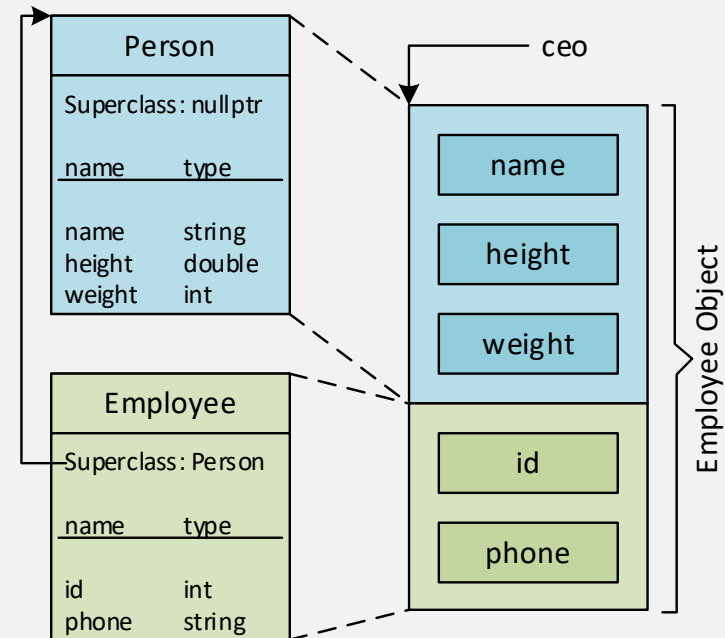 Person
Superclass: nullptr
name type
name string
height double
weight int
Employee
Superclass: Person
name type
id int
phone string
ceo
name
height
weight
id
phone
Employee Object